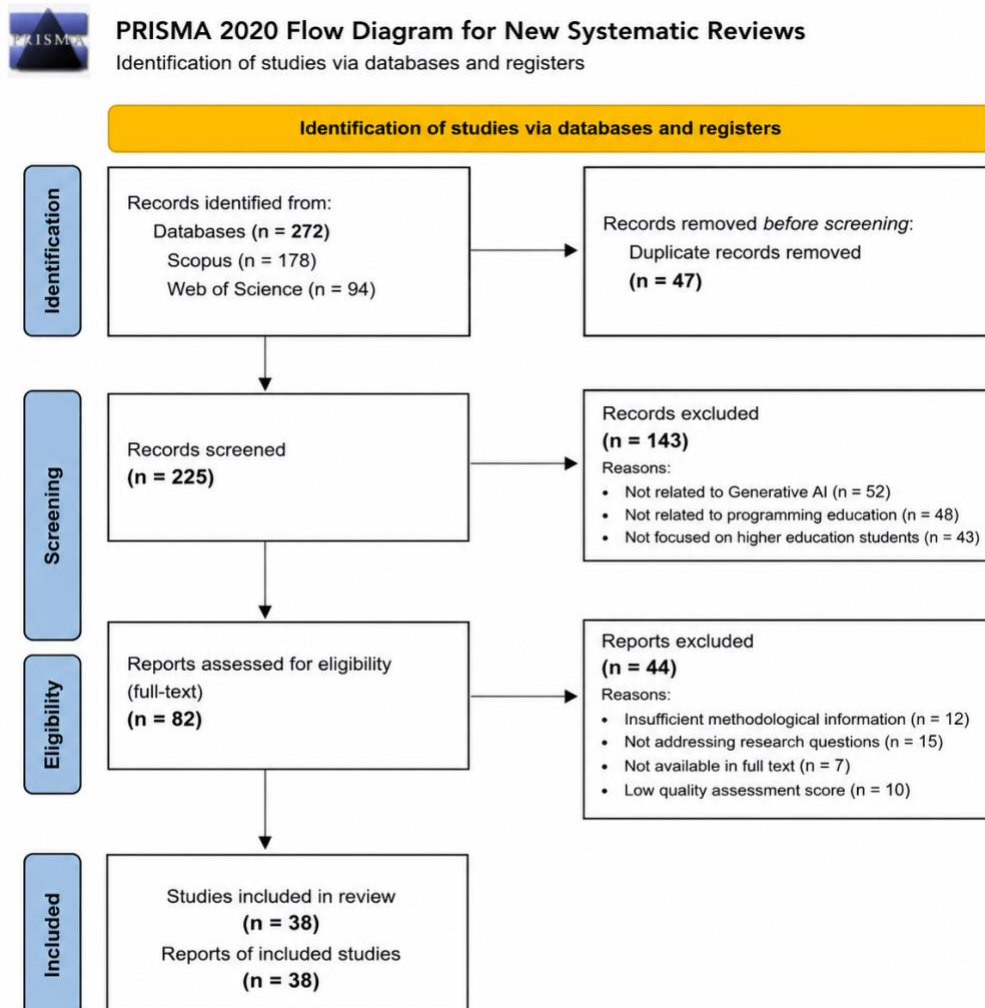 PRISMA
PRISMA 2020 Flow Diagram for New Systematic Reviews
Identification of studies via databases and registers
Identification of studies via databases and registers
Identification
Records identified from:
Databases (n = 272)
Scopus (n = 178)
Web of Science (n = 94)
Records removed before screening:
Duplicate records removed
(n = 47)
Screening
Records screened
(n = 225)
Records excluded
(n = 143)
Reasons:
• Not related to Generative AI (n = 52)
• Not related to programming education (n = 48)
• Not focused on higher education students (n = 43)
Eligibility
Reports assessed for eligibility
(full-text)
(n = 82)
Reports excluded
(n = 44)
Reasons:
• Insufficient methodological information (n = 12)
• Not addressing research questions (n = 15)
• Not available in full text (n = 7)
• Low quality assessment score (n = 10)
Included
Studies included in review
(n = 38)
Reports of included studies
(n = 38)